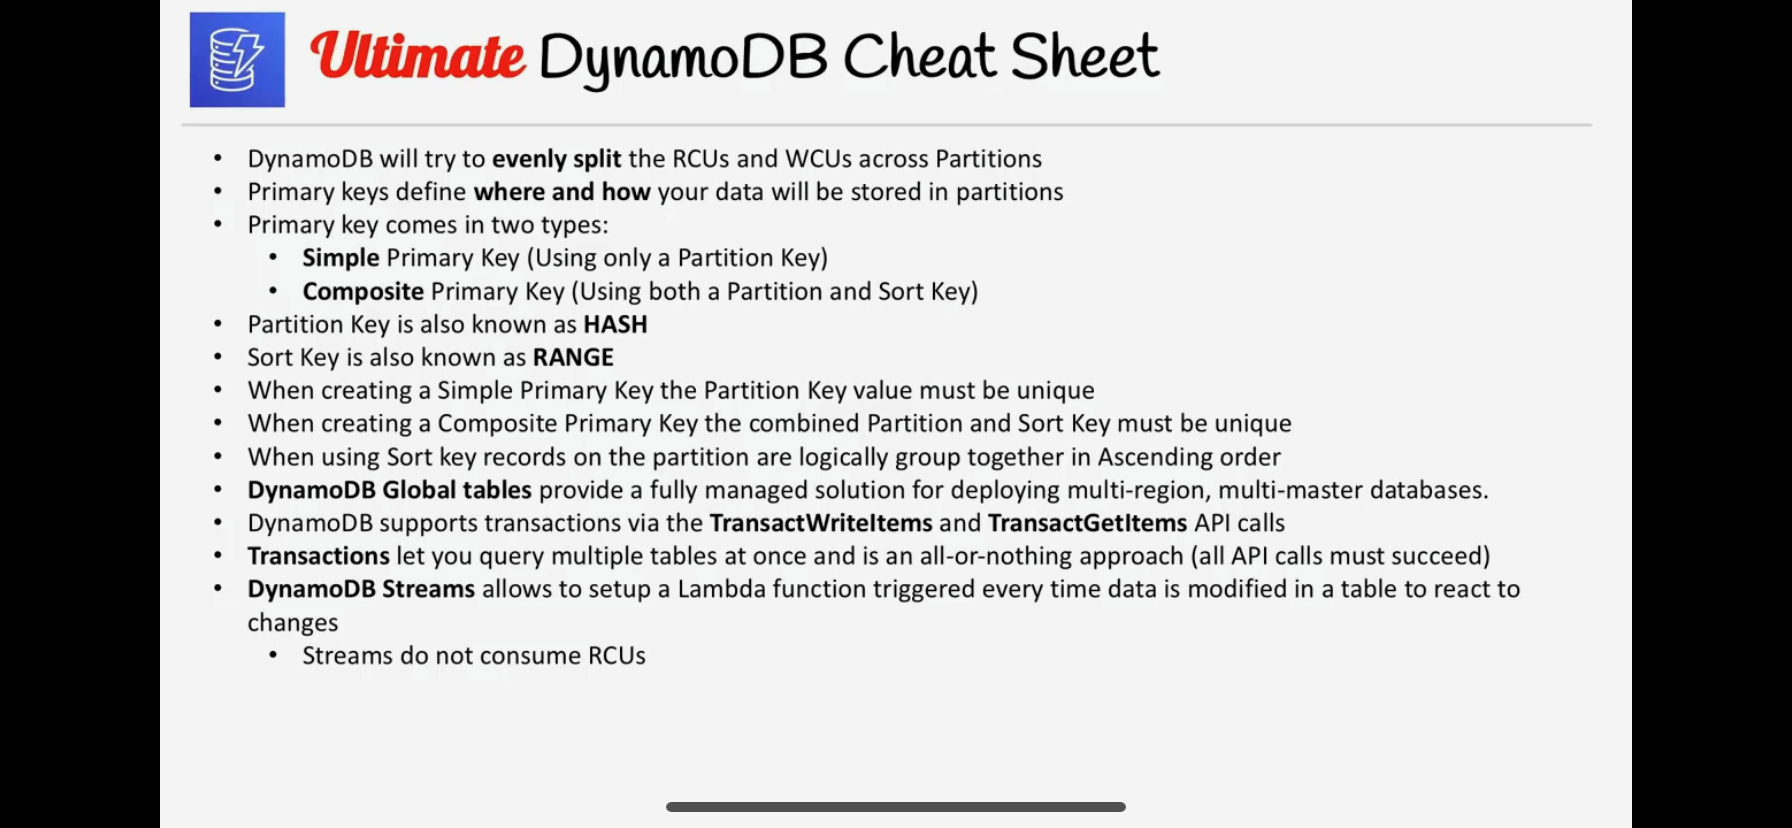 Ultimate DynamoDB Cheat Sheet
• DynamoDB will try to evenly split the RCUs and WCUs across Partitions
• Primary keys define where and how your data will be stored in partitions
• Primary key comes in two types:
• Simple Primary Key (Using only a Partition Key)
• Composite Primary Key (Using both a Partition and Sort Key)
• Partition Key is also known as HASH
• Sort Key is also known as RANGE
• When creating a Simple Primary Key the Partition Key value must be unique
• When creating a Composite Primary Key the combined Partition and Sort Key must be unique
• When using Sort key records on the partition are logically group together in Ascending order
• DynamoDB Global tables provide a fully managed solution for deploying multi-region, multi-master databases.
• DynamoDB supports transactions via the TransactWriteItems and TransactGetItems API calls
• Transactions let you query multiple tables at once and is an all-or-nothing approach (all API calls must succeed)
• DynamoDB Streams allows to setup a Lambda function triggered every time data is modified in a table to react to
changes
• Streams do not consume RCUs